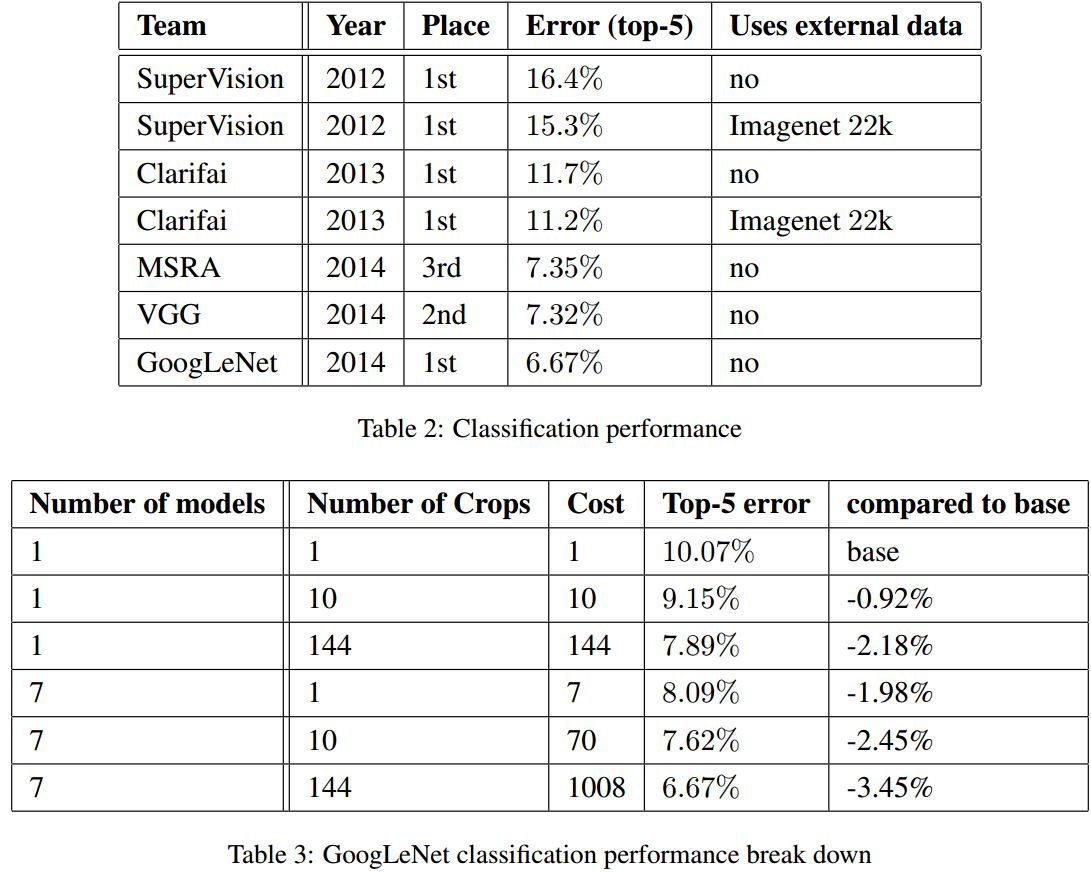 Team Year Place Error (top-5) Uses external data
SuperVision 2012 1st 16.4% no
SuperVision 2012 1st 15.3% Imagenet 22k
Clarifai 2013 1st 11.7% no
Clarifai 2013 1st 11.2% Imagenet 22k
MSRA 2014 3rd 7.35% no
VGG 2014 2nd 7.32% no
GoogLeNet 2014 1st 6.67% no
Table 2: Classification performance
Number of models Number of Crops Cost Top-5 error compared to base
1 1 1 10.07% base
1 10 10 9.15% -0.92%
1 144 144 7.89% -2.18%
7 1 7 8.09% -1.98%
7 10 70 7.62% -2.45%
7 144 1008 6.67% -3.45%
Table 3: GoogLeNet classification performance break down